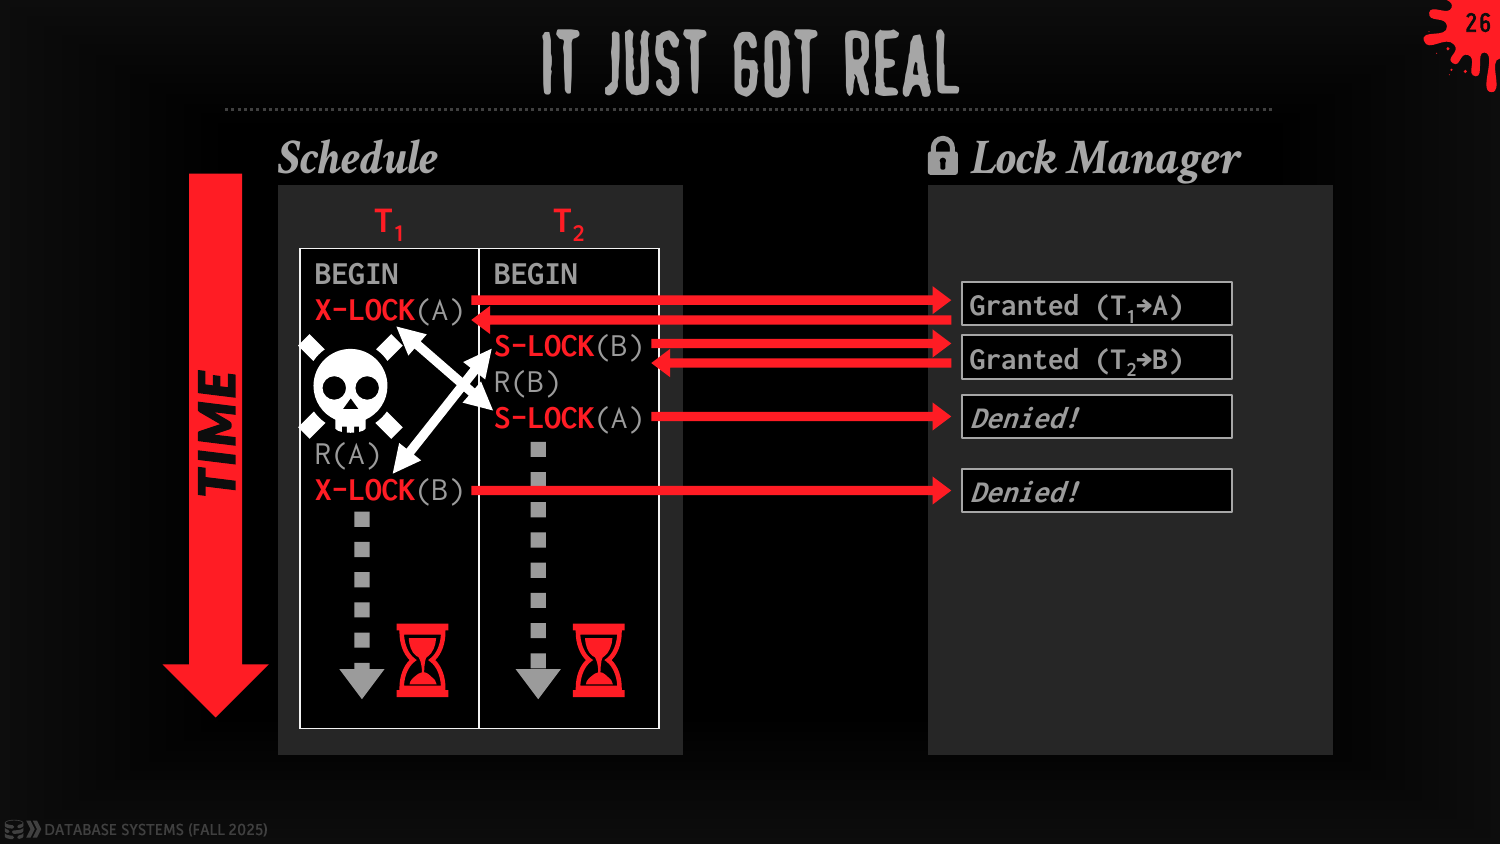 26
IT JUST GOT REAL
Schedule
Lock Manager
TIME
T1
T2
BEGIN
BEGIN
X-LOCK(A)
Granted (T1→A)
S-LOCK(B)
Granted (T2→B)
R(B)
S-LOCK(A)
Denied!
R(A)
X-LOCK(B)
Denied!
DATABASE SYSTEMS (FALL 2025)